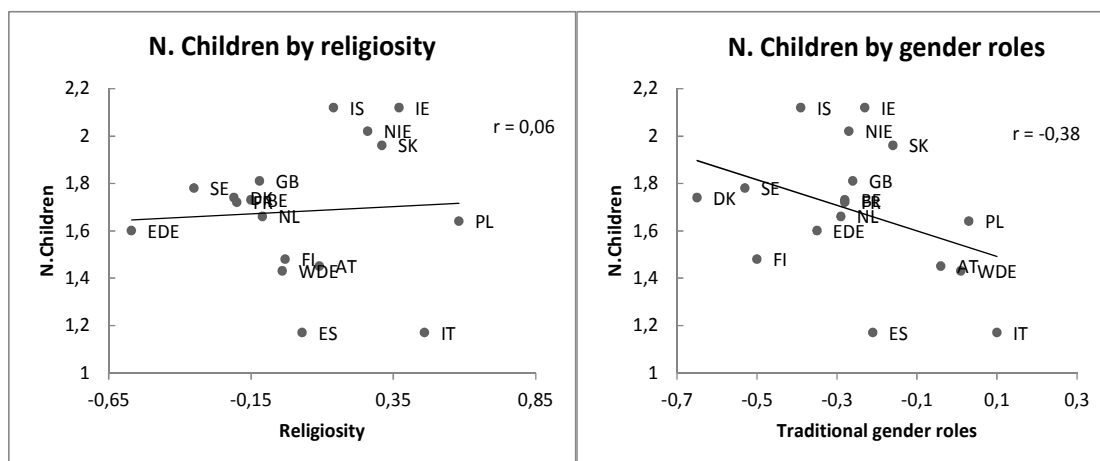 N. Children by religiosity
2,2
2
1,8
1,6
1,4
1,2
1
N.Children
IS
IE
NIE
SK
r = 0,06
GB
SE
DK
FR
BE
NL
PL
EDE
FI
WDE
AT
ES
IT
-0,65
-0,15
0,35
0,85
Religiosity
N. Children by gender roles
2,2
2
1,8
1,6
1,4
1,2
1
N.Children
IS
IE
NIE
SK
r = -0,38
GB
SE
DK
BE
FR
NL
PL
EDE
FI
AT
WDE
ES
IT
-0,7
-0,5
-0,3
-0,1
0,1
0,3
Traditional gender roles